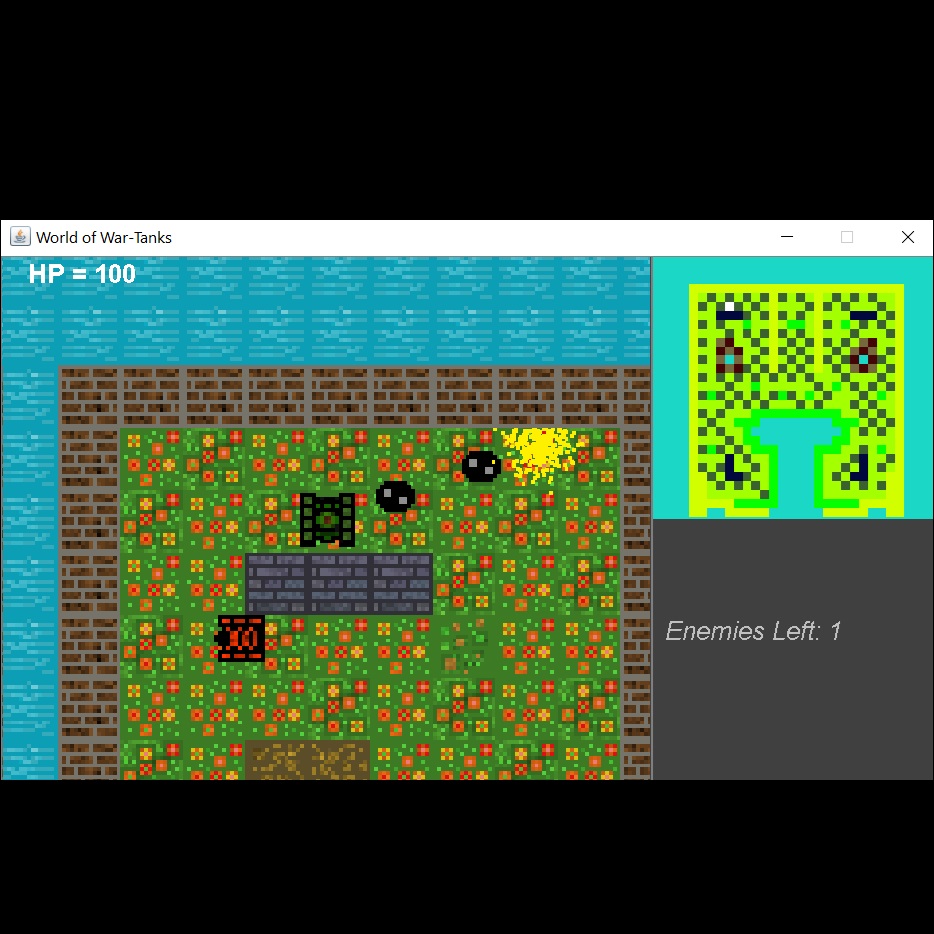 World of War-Tanks
HP = 100
Enemies Left: 1